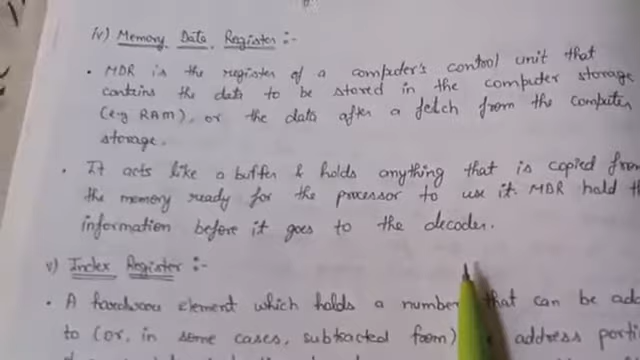 iv) Memory Data Register :-
• MDR is the register of a computer's control unit that
contains the data to be stored in the computer storage
(e.g RAM), or the data after a fetch from the computer
storage.
• It acts like a buffer & holds anything that is copied from
the memory ready for the processor to use it. MDR hold the
information before it goes to the decoder.
v) Index Register :-
• A hardware element which holds a number that can be
to (or, in some cases, subtracted from) address